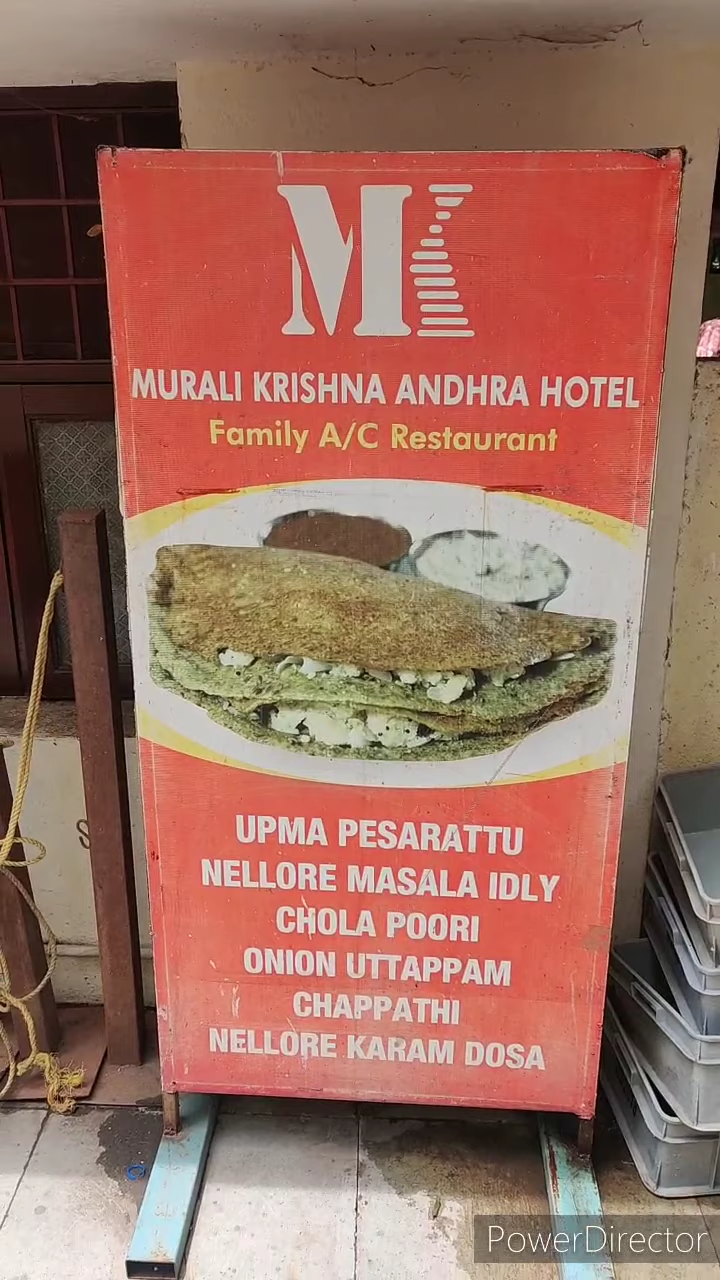 MK
MURALI KRISHNA ANDHRA HOTEL
Family A/C Restaurant
UPMA PESARATTU
NELLORE MASALA IDLY
CHOLA POORI
ONION UTTAPPAM
CHAPPATHI
NELLORE KARAM DOSA
PowerDirector